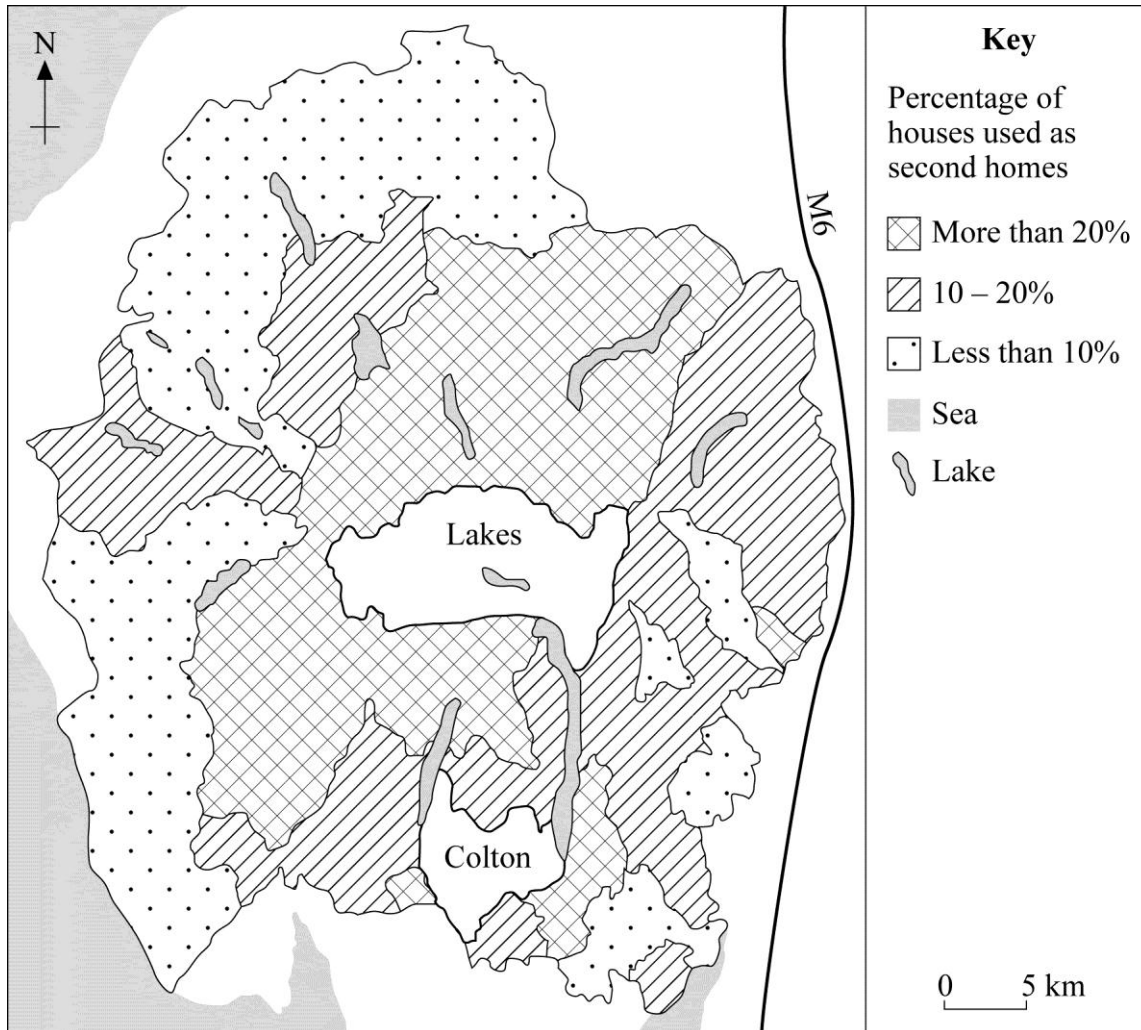 N
M6
Lakes
Colton
Key
Percentage of
houses used as
second homes
More than 20%
10 – 20%
Less than 10%
Sea
Lake
0 5 km